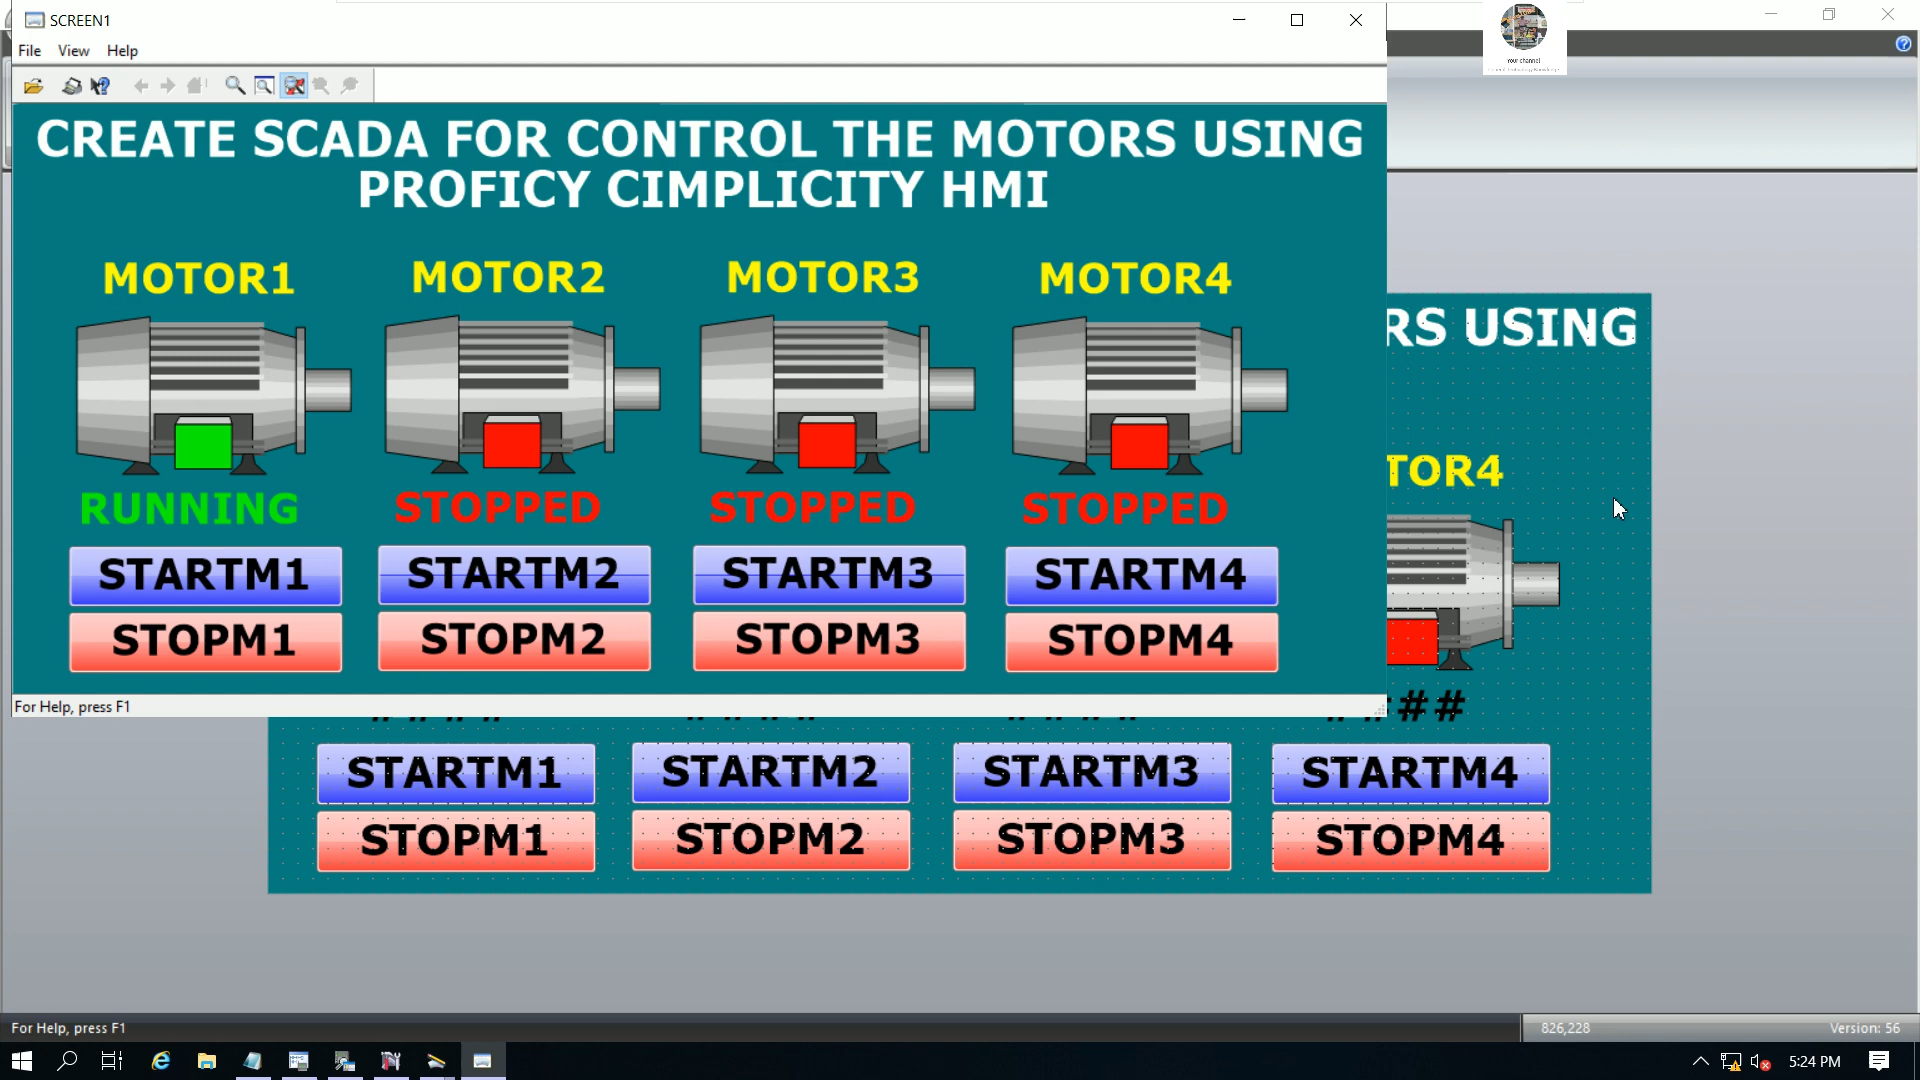 SCREEN1
File View Help
CREATE SCADA FOR CONTROL THE MOTORS USING
PROFICY CIMPLICITY HMI
MOTOR1 MOTOR2 MOTOR3 MOTOR4
RUNNING STOPPED STOPPED STOPPED
STARTM1 STARTM2 STARTM3 STARTM4
STOPM1 STOPM2 STOPM3 STOPM4
For Help, press F1
Your channel
RS USING
TOR4
###
STARTM1 STARTM2 STARTM3 STARTM4
STOPM1 STOPM2 STOPM3 STOPM4
For Help, press F1
826,228
Version: 56
5:24 PM